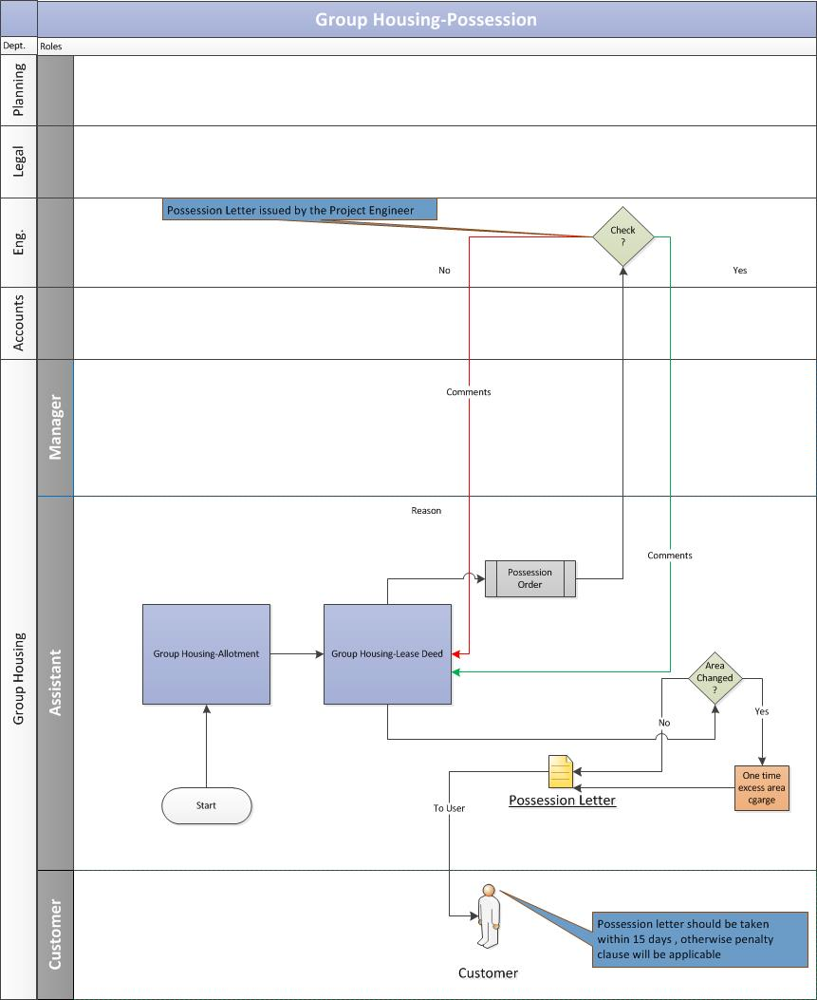 Group Housing-Possession
Dept.
Roles
Planning
Legal
Eng.
Possession Letter issued by the Project Engineer
Check
?
No
Yes
Accounts
Manager
Comments
Group Housing
Assistant
Reason
Comments
Possession
Order
Group Housing-Allotment
Group Housing-Lease Deed
Area
Changed
?
No
Yes
One time
excess area
cgarge
Possession Letter
Start
To User
Customer
Possession letter should be taken
within 15 days , otherwise penalty
clause will be applicable
Customer